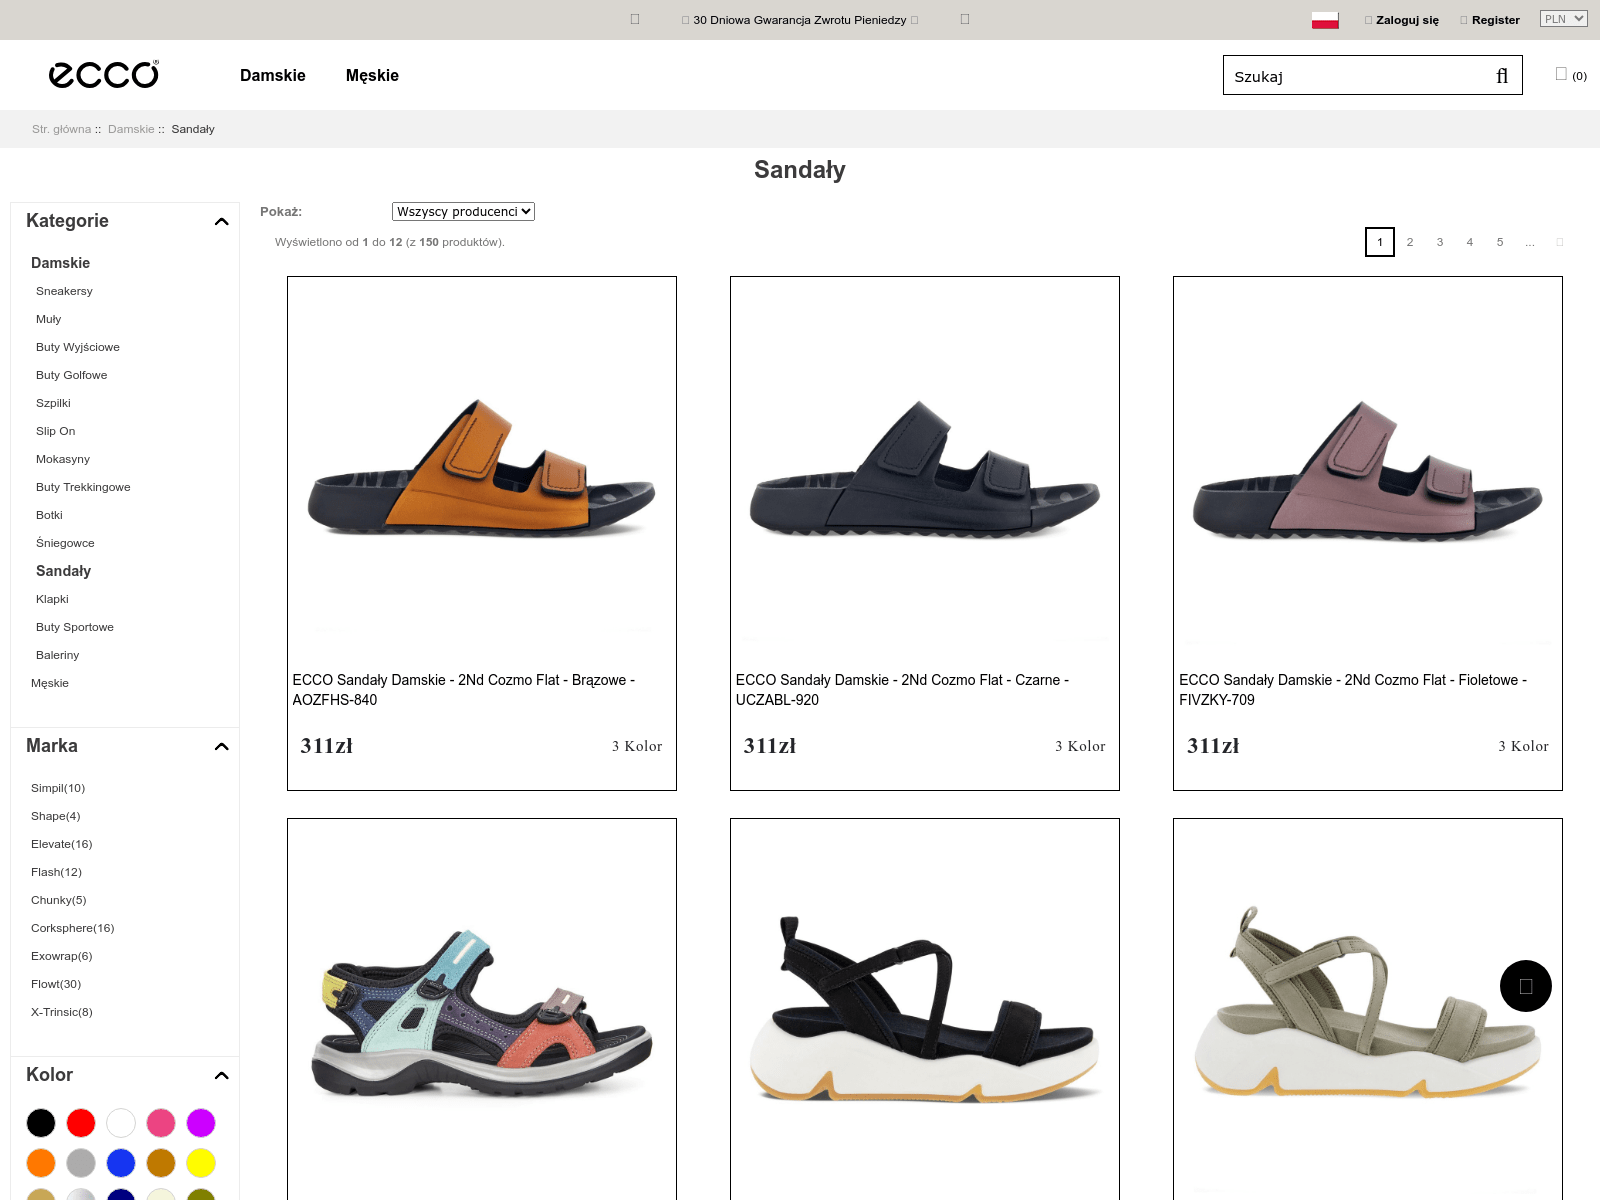 30 Dniowa Gwarancja Zwrotu Pieniedzy
Zaloguj się
Register
PLN
ecco®
Damskie
Męskie
Szukaj
(0)
Str. główna :: Damskie :: Sandały
Sandały
Kategorie
Damskie
Sneakersy
Muły
Buty Wyjściowe
Buty Golfowe
Szpilki
Slip On
Mokasyny
Buty Trekkingowe
Botki
Śniegowce
Sandały
Klapki
Buty Sportowe
Baleriny
Męskie
Marka
Simpil(10)
Shape(4)
Elevate(16)
Flash(12)
Chunky(5)
Corksphere(16)
Exowrap(6)
Flowt(30)
X-Trinsic(8)
Kolor
Pokaż:
Wszyscy producenci
Wyświetlono od 1 do 12 (z 150 produktów).
1 2 3 4 5 ...
ECCO Sandały Damskie - 2Nd Cozmo Flat - Brązowe -
AOZFHS-840
311zł
3 Kolor
ECCO Sandały Damskie - 2Nd Cozmo Flat - Czarne -
UCZABL-920
311zł
3 Kolor
ECCO Sandały Damskie - 2Nd Cozmo Flat - Fioletowe -
FIVZKY-709
311zł
3 Kolor